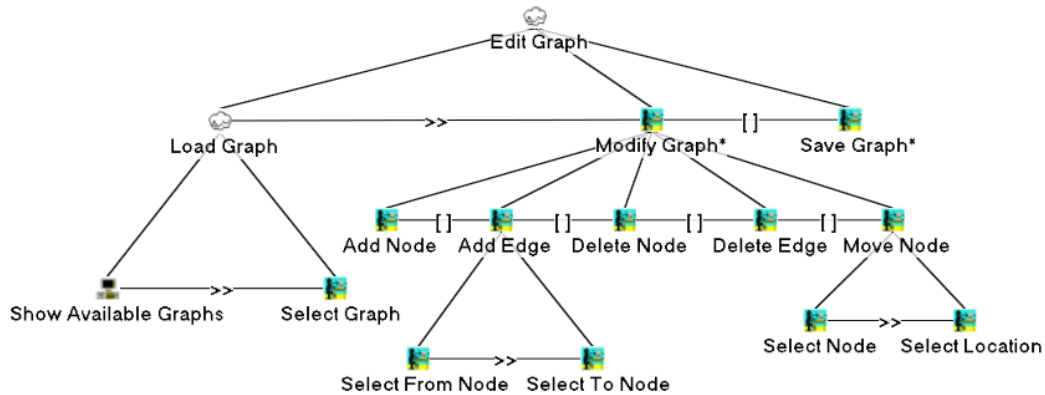 Edit Graph
>>
[ ]
Load Graph
Modify Graph*
Save Graph*
[ ]
[ ]
[ ]
[ ]
Add Node
Add Edge
Delete Node
Delete Edge
Move Node
>>
Show Available Graphs
Select Graph
>>
Select Node
Select Location
>>
Select From Node
Select To Node